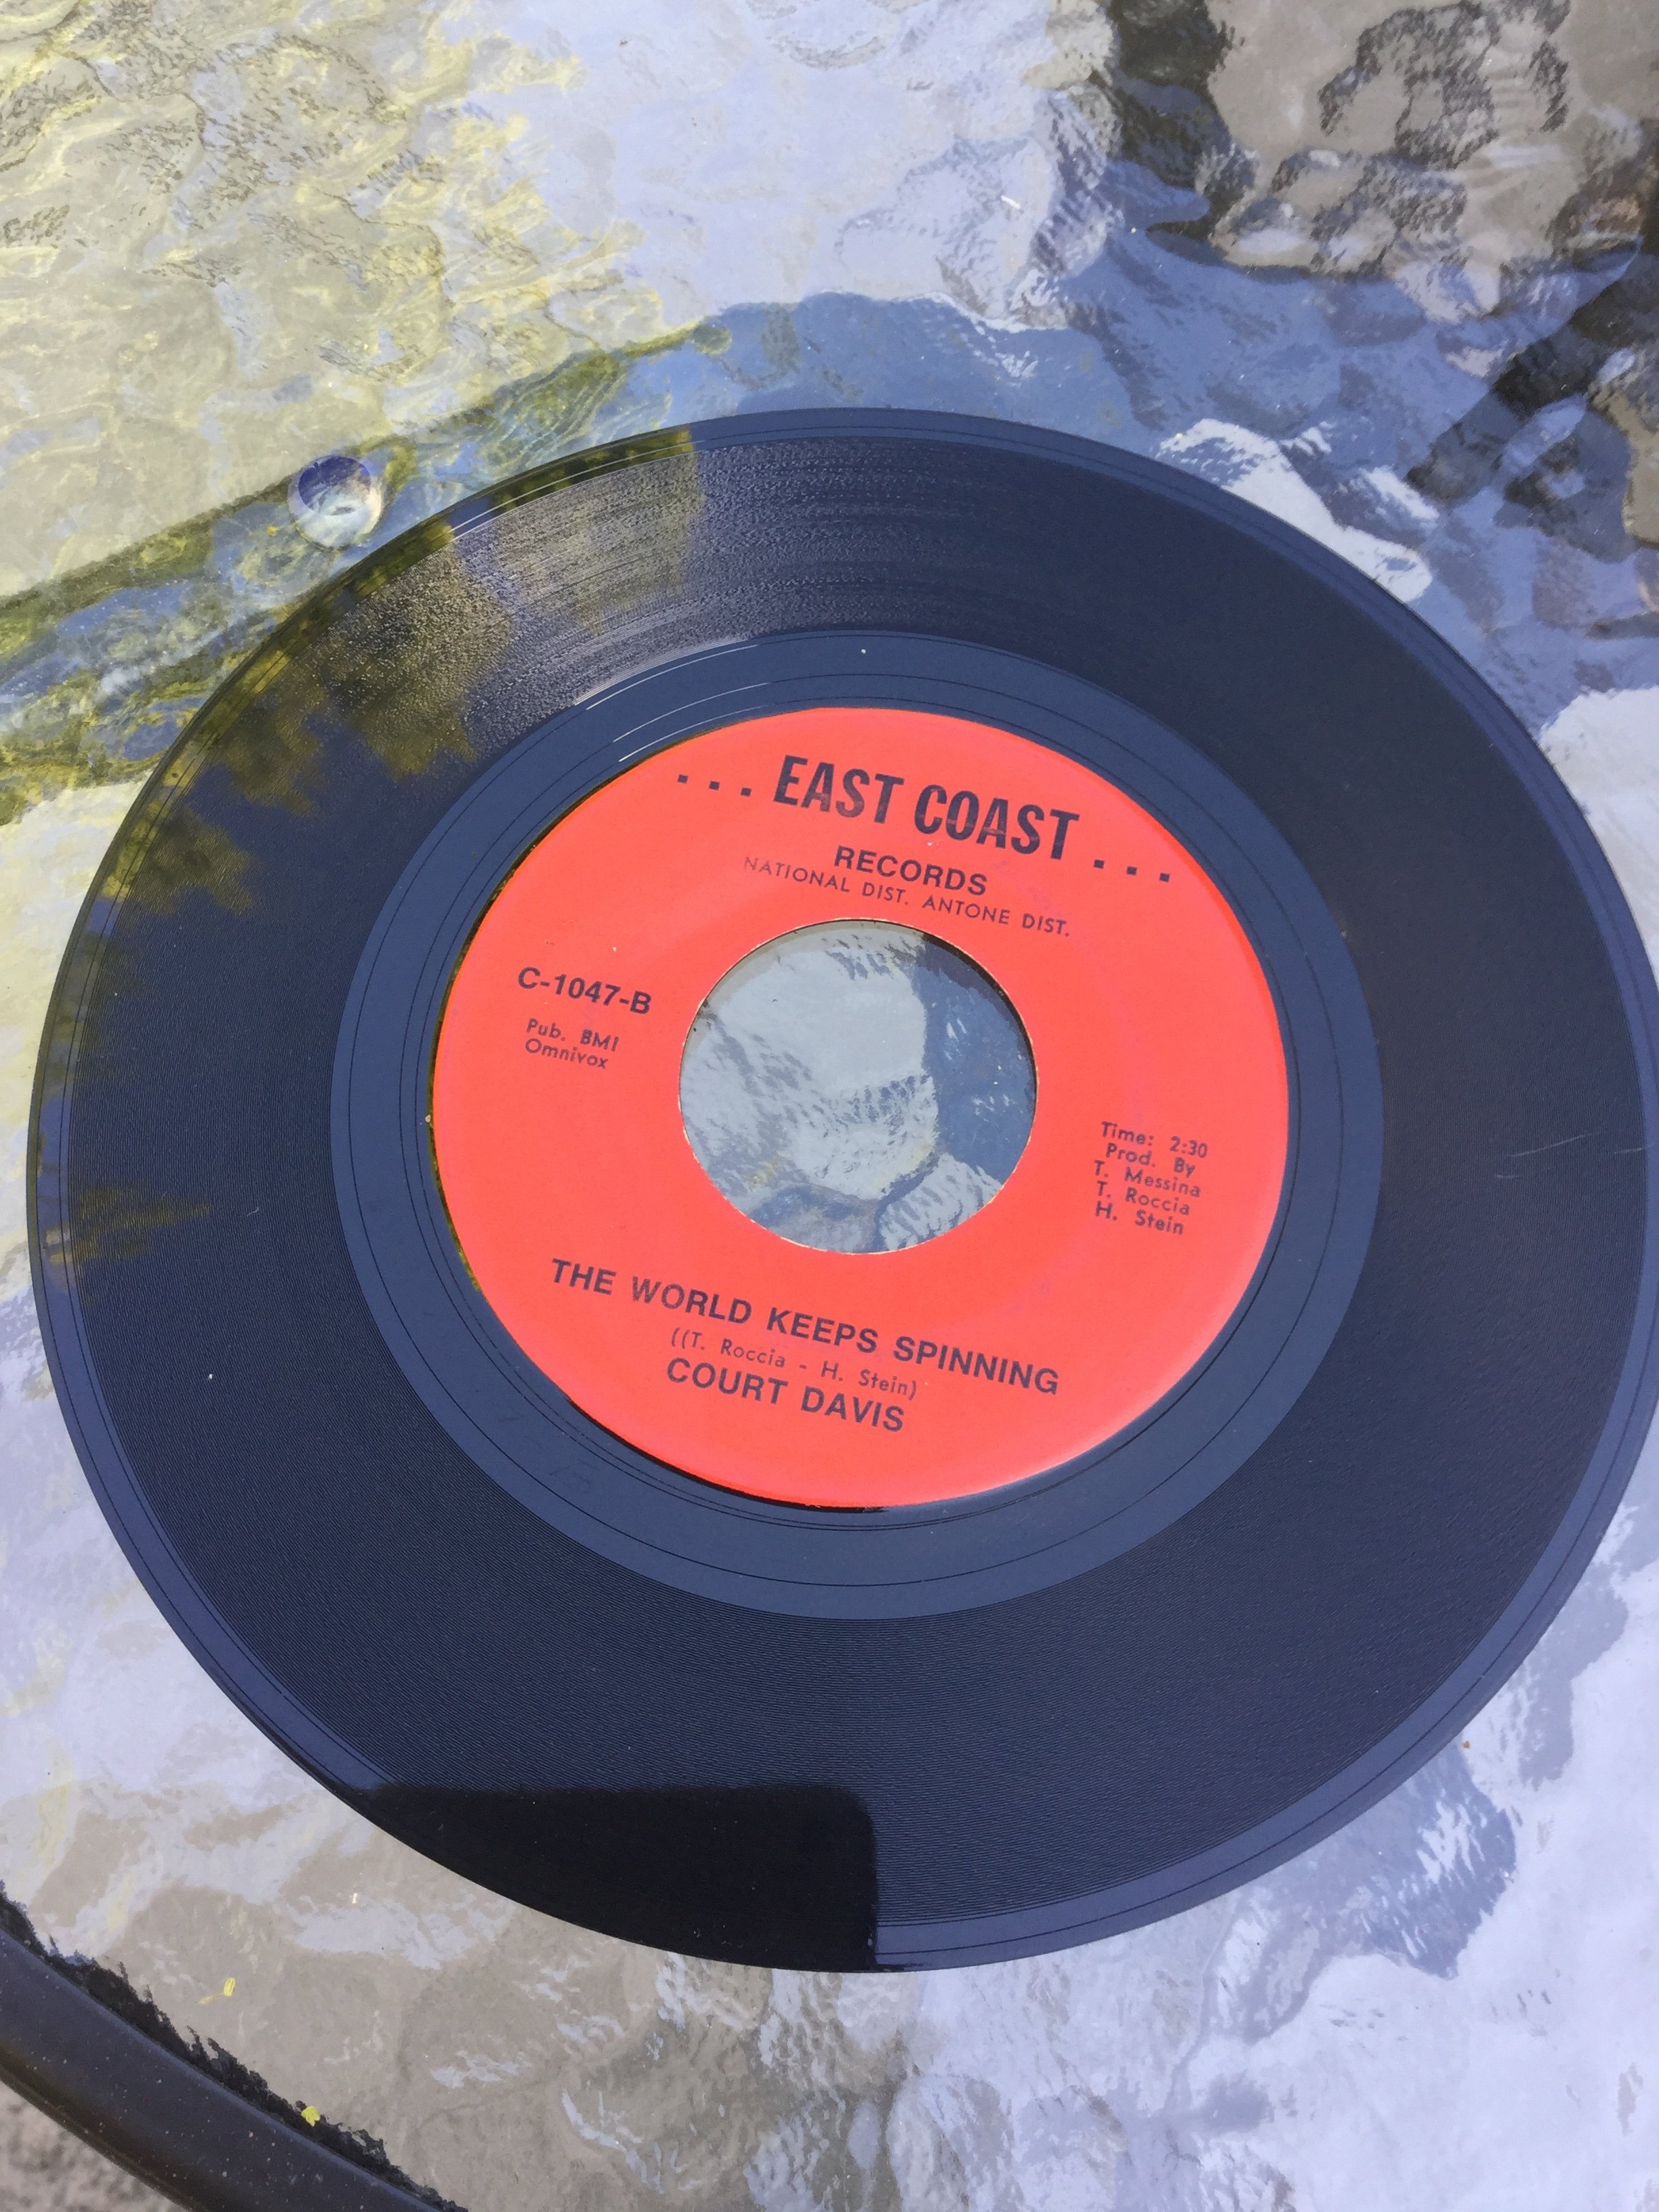 ... EAST COAST ...
RECORDS
NATIONAL DIST. ANTONE DIST.
C-1047-B
Pub. BMI
Omnivox
Time: 2:30
Prod. By
T. Messina
T. Roccia
H. Stein
THE WORLD KEEPS SPINNING
((T. Roccia - H. Stein)
COURT DAVIS